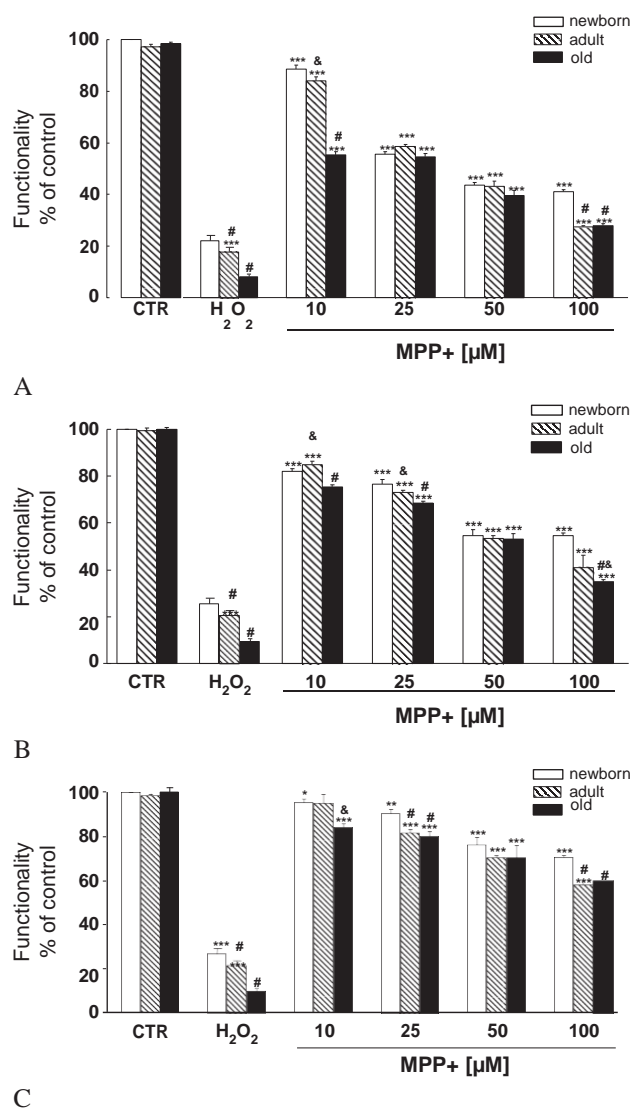 newborn
adult
old
Functionality
% of control
100
80
60
40
20
0
*** & *** # ***
*** *** ***
*** *** ***
*** # *** # ***
# *** #
CTR H2O2 10 25 50 100
MPP+ [µM]
A
newborn
adult
old
Functionality
% of control
100
80
60
40
20
0
*** & *** #
*** & *** # ***
*** *** ***
*** *** #& ***
# *** #
CTR H2O2 10 25 50 100
MPP+ [µM]
B
newborn
adult
old
Functionality
% of control
100
80
60
40
20
0
* & ***
** # *** # ***
*** *** ***
*** # *** #
*** # *** #
CTR H2O2 10 25 50 100
MPP+ [µM]
C